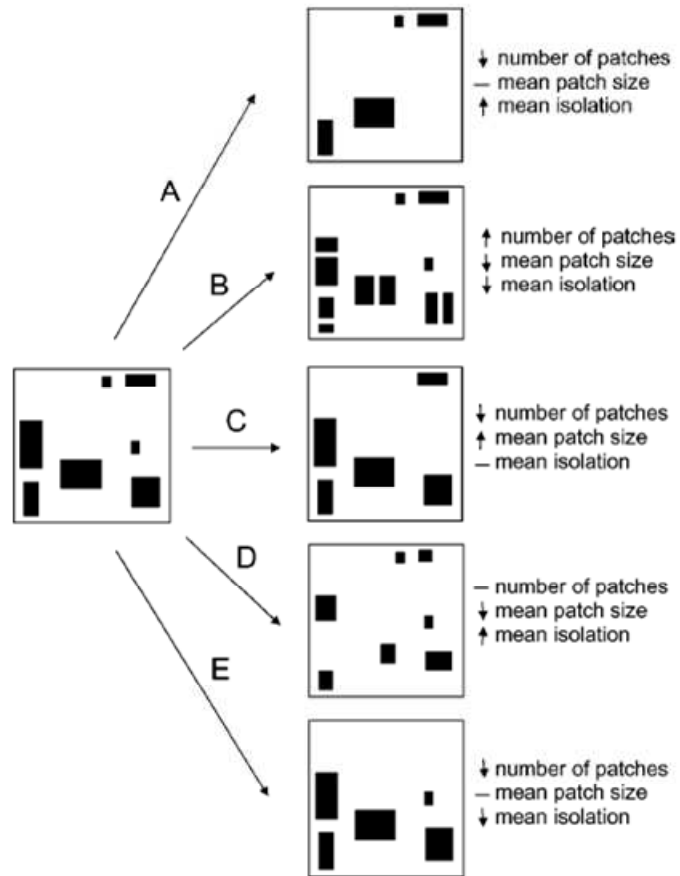 A
↓ number of patches
— mean patch size
↑ mean isolation
B
↑ number of patches
↓ mean patch size
↓ mean isolation
C
↓ number of patches
↑ mean patch size
— mean isolation
D
— number of patches
↓ mean patch size
↑ mean isolation
E
↓ number of patches
— mean patch size
↓ mean isolation